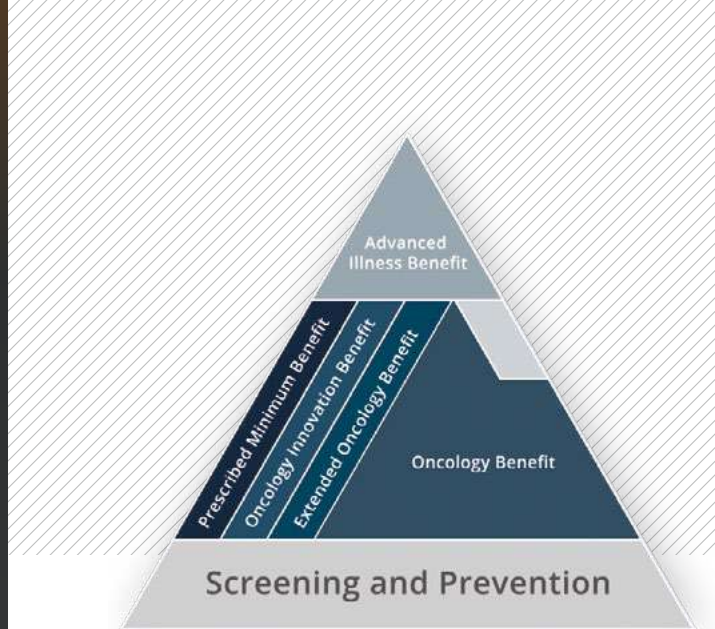 Advanced
Illness Benefit
Prescribed Minimum Benefit
Oncology Innovation Benefit
Extended Oncology Benefit
Oncology Benefit
Screening and Prevention